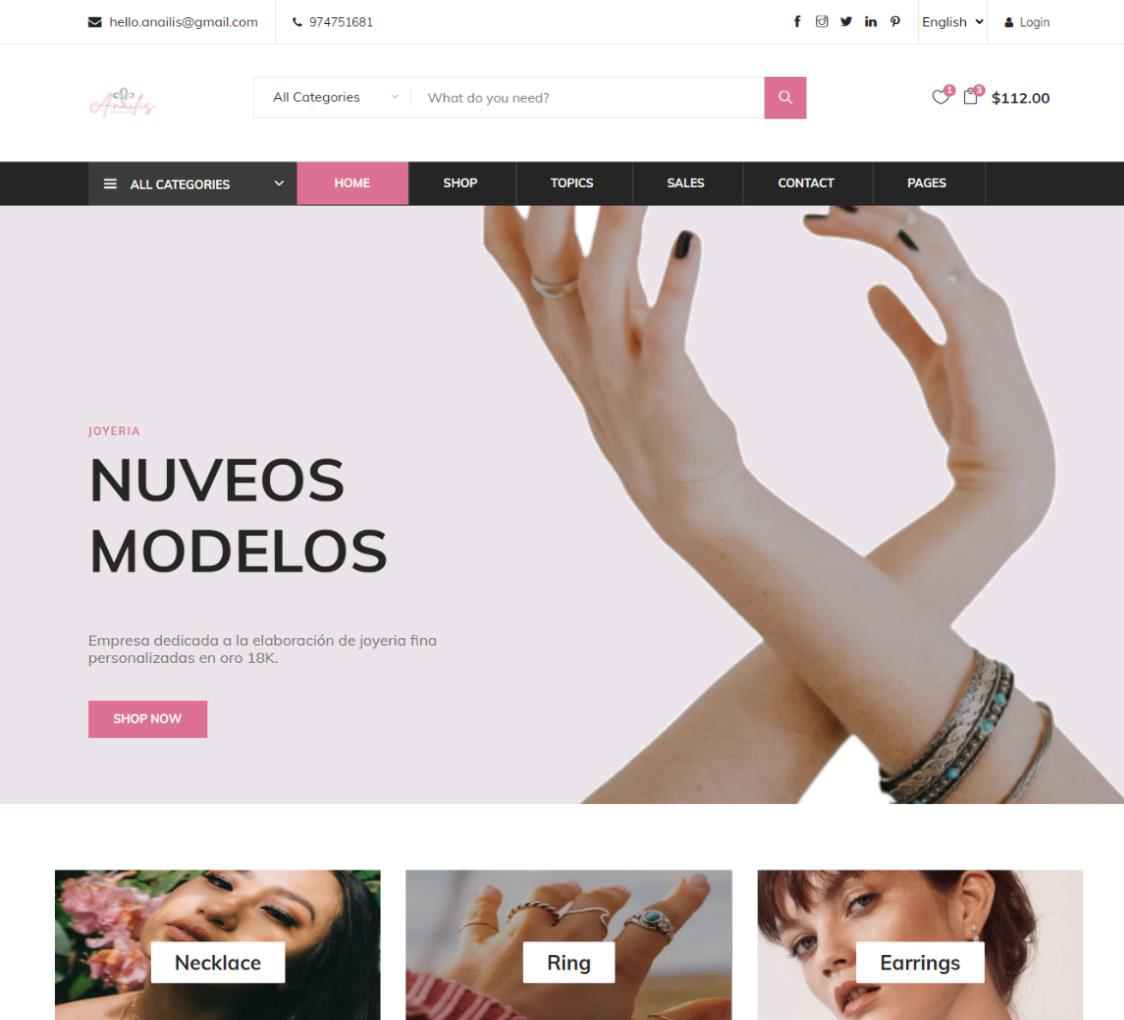 hello.anailis@gmail.com
974751681
English
Login
Anailis
All Categories
What do you need?
1
3
$112.00
ALL CATEGORIES
HOME
SHOP
TOPICS
SALES
CONTACT
PAGES
JOYERIA
NUVEOS
MODELOS
Empresa dedicada a la elaboración de joyeria fina
personalizadas en oro 18K.
SHOP NOW
Necklace
Ring
Earrings